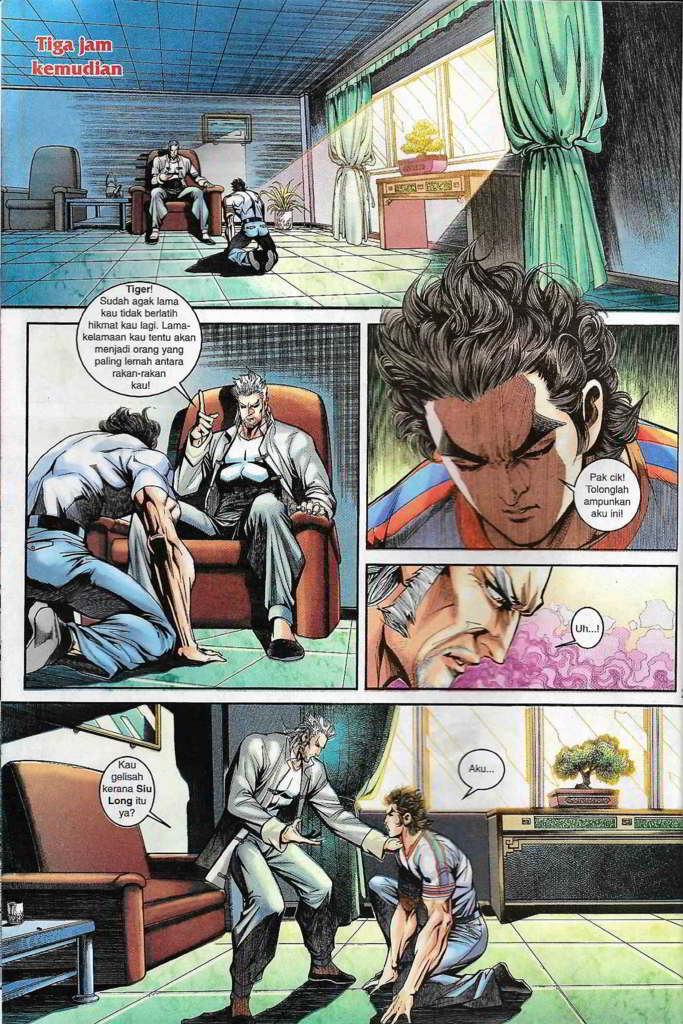 Tiga jam
kemudian
Tiger!
Sudah agak lama
kau tidak berlatih
hikmat kau lagi. Lama-
kelamaan kau tentu akan
menjadi orang yang
paling lemah antara
rakan-rakan
kau!
Pak cik!
Tolonglah
ampunkan
aku ini!
Uh...!
Kau
gelisah
kerana Siu
Long itu
ya?
Aku...